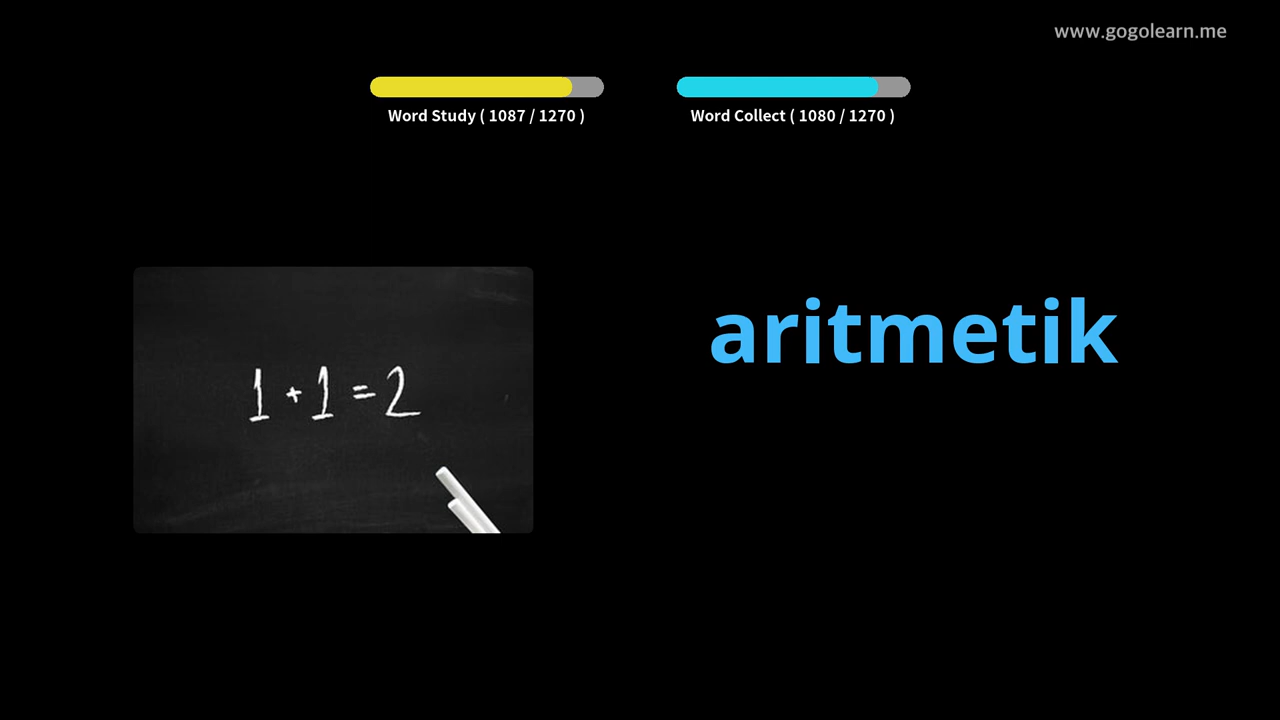 www.gogolearn.me
Word Study ( 1087 / 1270 )
Word Collect ( 1080 / 1270 )
aritmetik
1 + 1 = 2